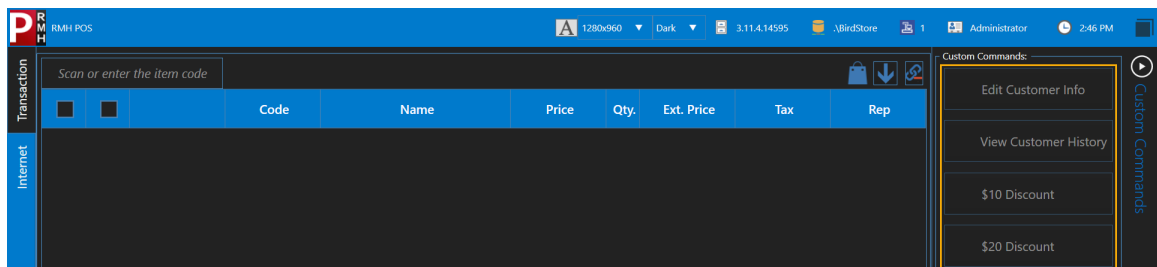 P RMH RMH POS
A 1280x960 Dark 3.11.4.14595 .\BirdStore 1 Administrator 2:46 PM
Transaction
Internet
Scan or enter the item code
Code Name Price Qty. Ext. Price Tax Rep
Custom Commands:
Edit Customer Info
View Customer History
$10 Discount
$20 Discount
Custom Commands